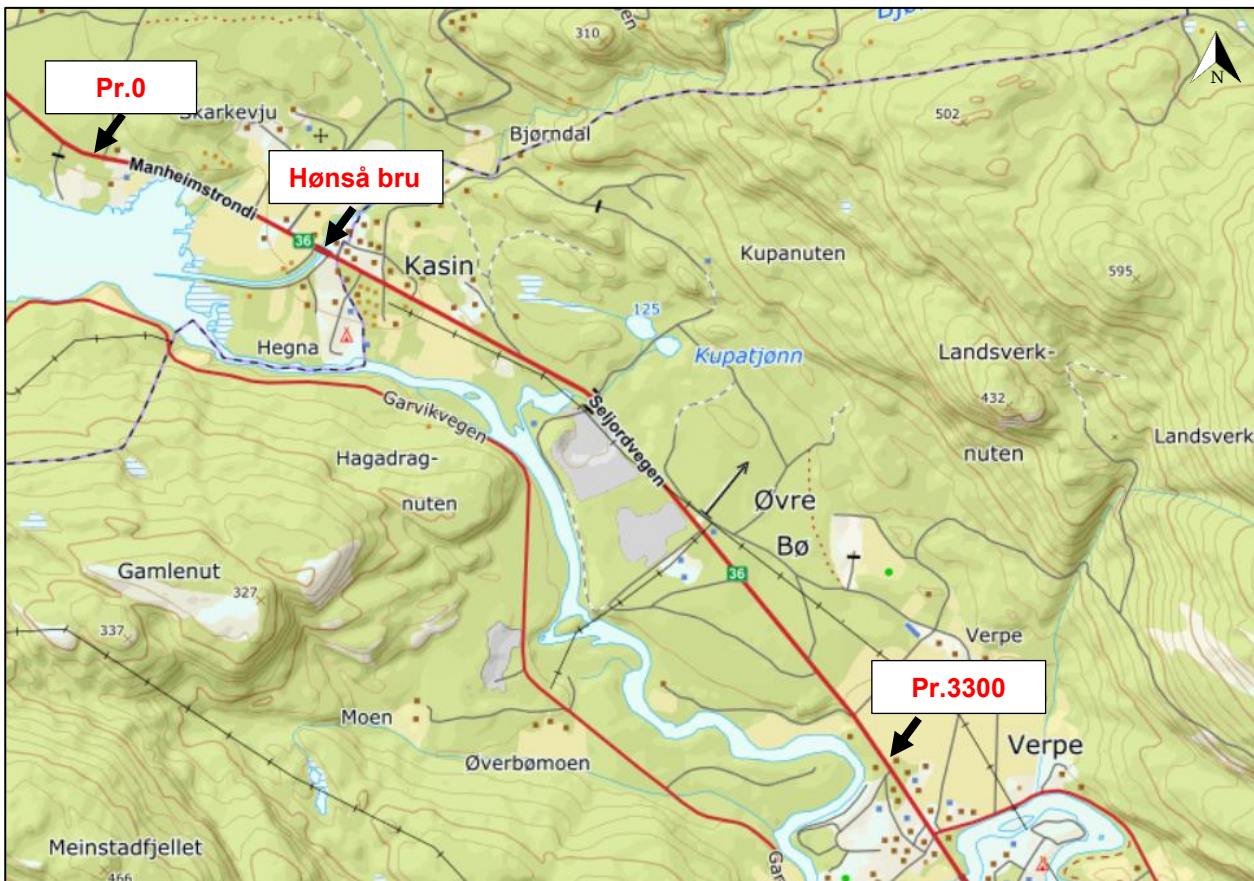 310
N
Pr.0
Skarkevju
502
Bjørndal
Manheimstrondi
Hønså bru
36
Kasin
Kupanuten
595
125
Hegna
Kupatjønn
Landsverk-
432
nuten
Landsverk
Garvikvegen
Seljordvegen
Hagadrag-
nuten
Øvre
Bø
36
Gamlenut
327
337
Verpe
Pr.3300
Moen
Verpe
Øverbømoen
Meinstadfjellet
466